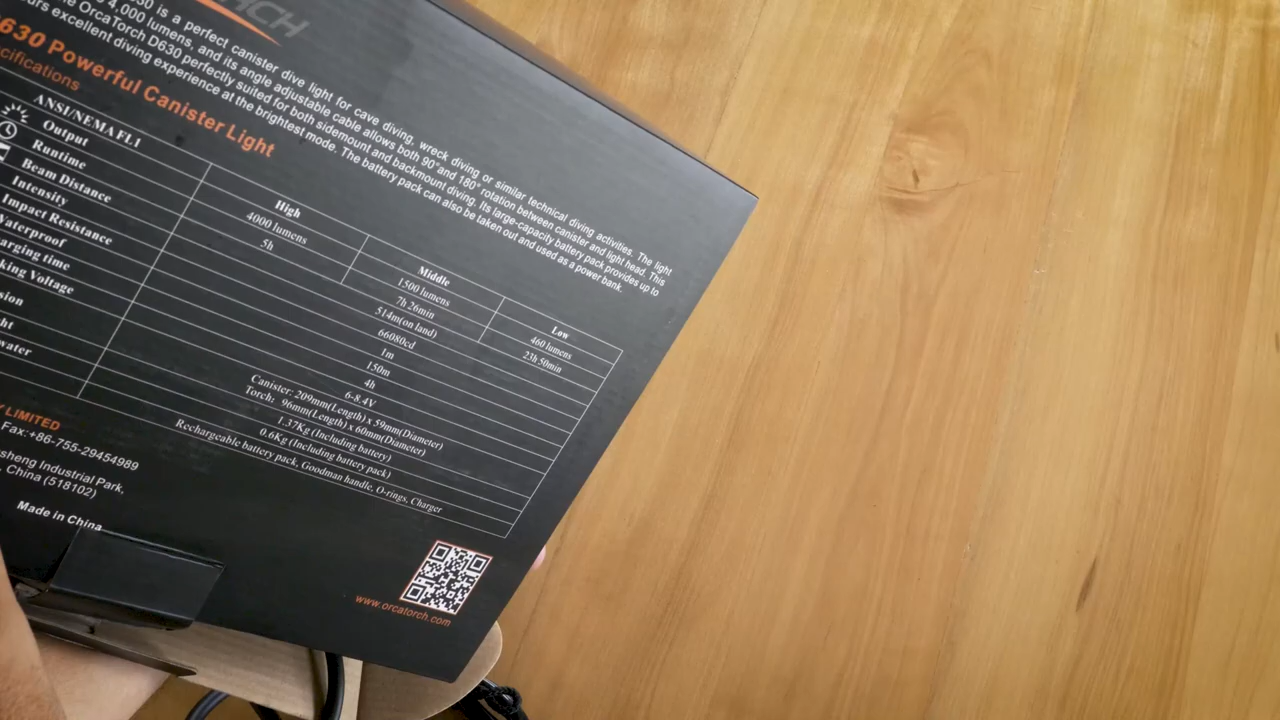 TORCH
630 is a perfect canister dive light for cave diving, wreck diving or similar technical diving activities. The light
4,000 lumens, and its angle adjustable cable allows both 90°and 180° rotation between canister and light head. This
the OrcaTorch D630 perfectly suited for both sidemount and backmount diving. Its large-capacity battery pack provides up to
ours excellent diving experience at the brightest mode. The battery pack can also be taken out and used as a power bank.
D630 Powerful Canister Light
cifications
ANSI/NEMA FL1 High Middle Low
Output 4000 lumens 1500 lumens 460 lumens
Runtime 5h 7h 26min 23h 50min
Beam Distance 514m(on land)
Intensity 66080cd
Impact Resistance 1m
Waterproof 150m
arging time 4h
king Voltage 6-8.4V
sion Canister: 209mm(Length) x 59mm(Diameter)
Torch: 96mm(Length) x 60mm(Diameter)
ht 1.37Kg (Including battery)
water 0.6Kg (Including battery pack)
Rechargeable battery pack, Goodman handle, O-rings, Charger
Y LIMITED
Fax:+86-755-29454989
sheng Industrial Park,
, China (518102)
Made in China
www.orcatorch.com